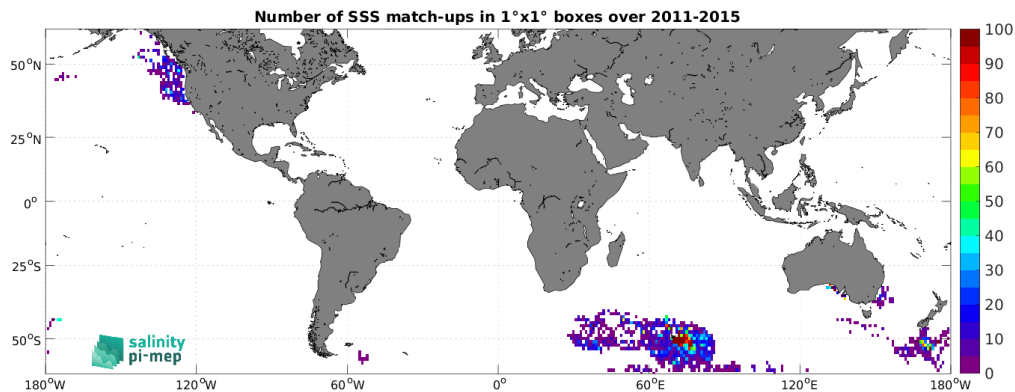 Number of SSS match-ups in 1°x1° boxes over 2011-2015
100
90
80
70
60
50
40
30
20
10
0
50°N
25°N
0°
25°S
50°S
salinity
pi-mep
180°W 120°W 60°W 0° 60°E 120°E 180°W